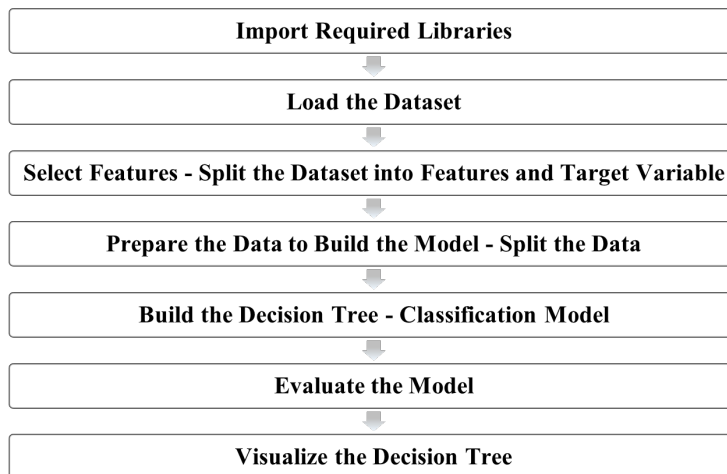 Import Required Libraries
Load the Dataset
Select Features - Split the Dataset into Features and Target Variable
Prepare the Data to Build the Model - Split the Data
Build the Decision Tree - Classification Model
Evaluate the Model
Visualize the Decision Tree